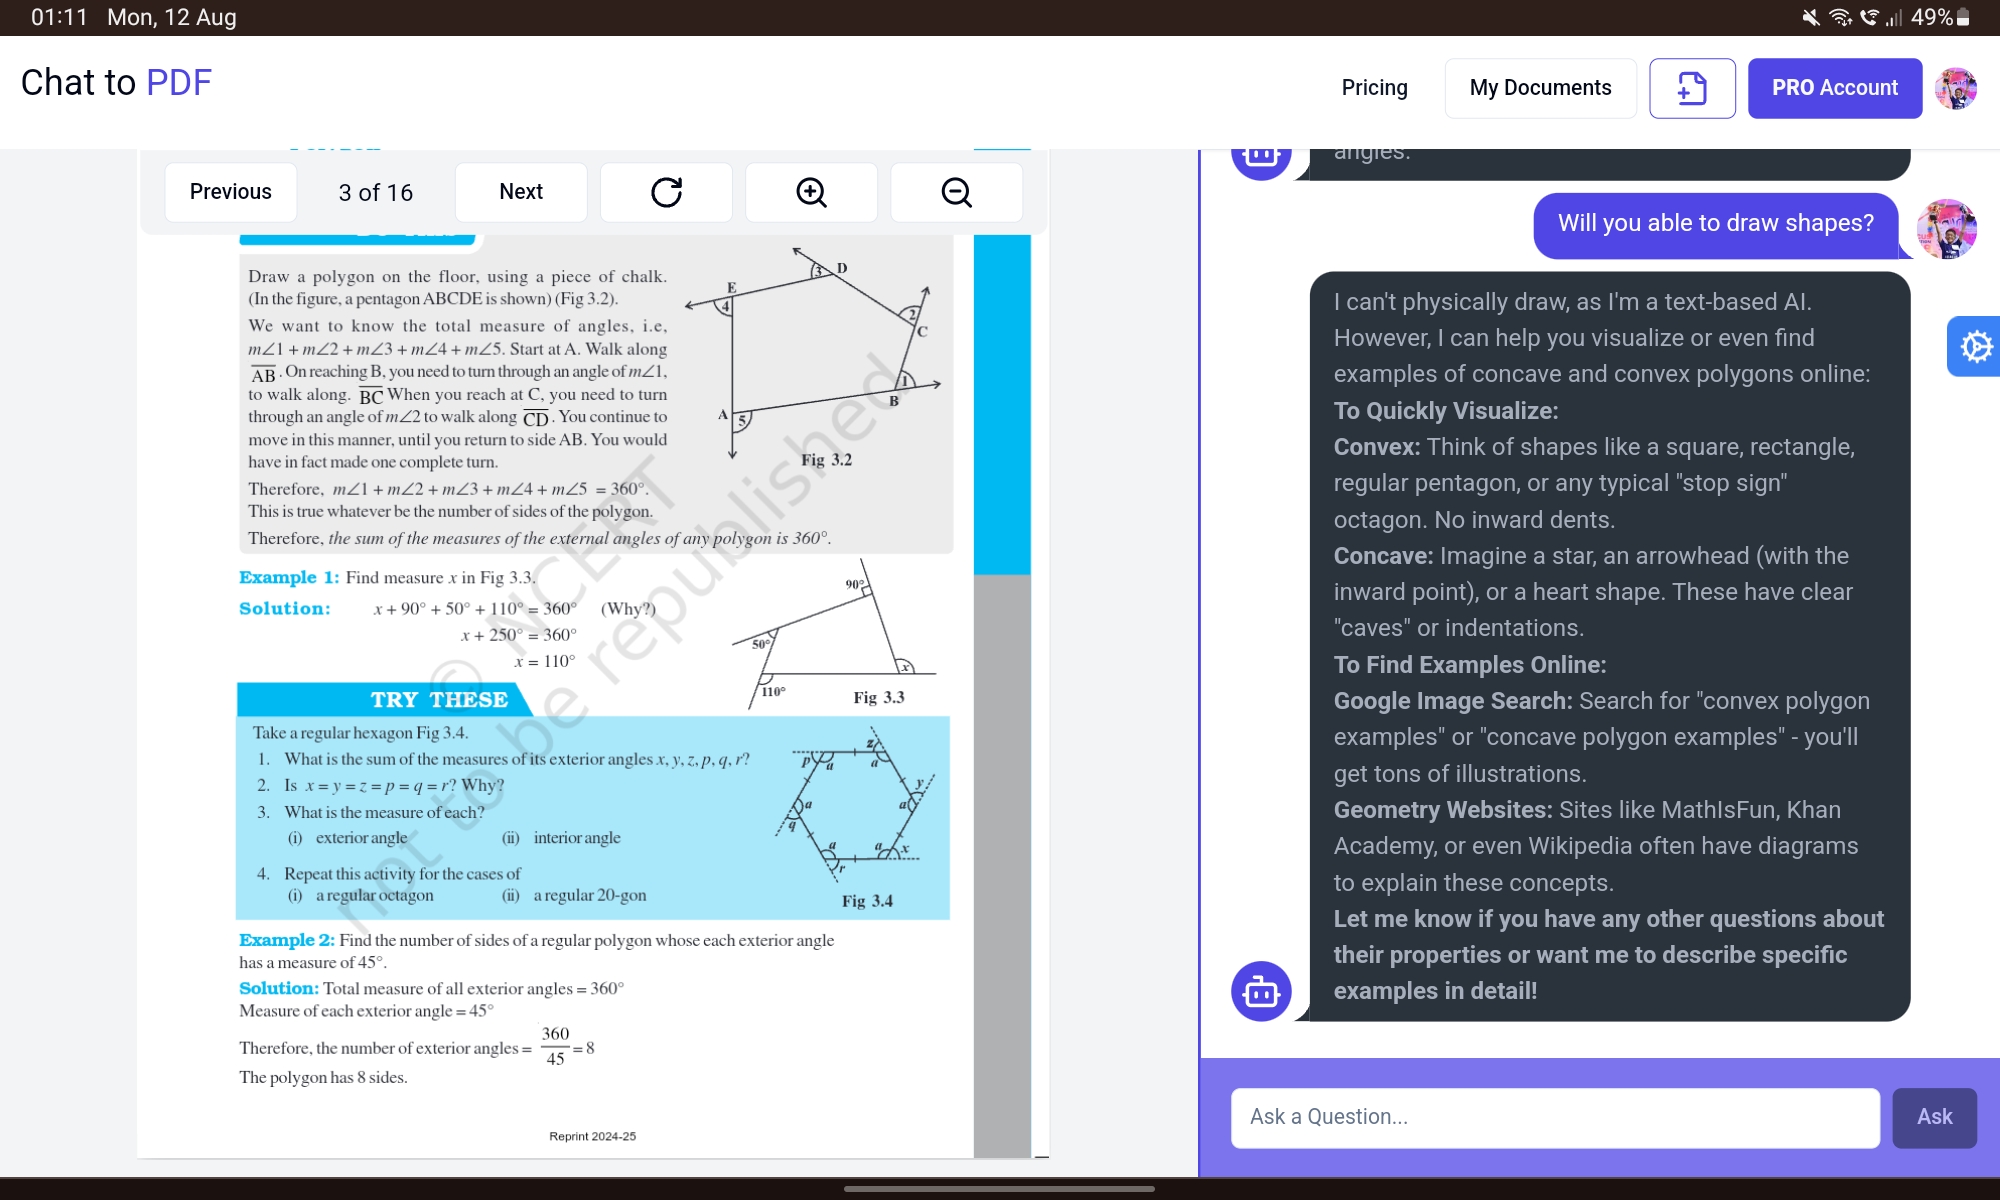 01:11 Mon, 12 Aug
49%
Chat to PDF
Pricing
My Documents
PRO Account
Previous
3 of 16
Next
Draw a polygon on the floor, using a piece of chalk.
(In the figure, a pentagon ABCDE is shown) (Fig 3.2).
We want to know the total measure of angles, i.e,
m∠1 + m∠2 + m∠3 + m∠4 + m∠5. Start at A. Walk along
AB. On reaching B, you need to turn through an angle of m∠1,
to walk along. BC When you reach at C, you need to turn
through an angle of m∠2 to walk along CD. You continue to
move in this manner, until you return to side AB. You would
have in fact made one complete turn.
Therefore, m∠1 + m∠2 + m∠3 + m∠4 + m∠5 = 360°.
This is true whatever be the number of sides of the polygon.
Therefore, the sum of the measures of the external angles of any polygon is 360°.
3 D
E
4
2
C
1
B
A 5
Fig 3.2
Example 1: Find measure x in Fig 3.3.
Solution: x + 90° + 50° + 110° = 360° (Why?)
x + 250° = 360°
x = 110°
90°
50°
x
110°
Fig 3.3
TRY THESE
Take a regular hexagon Fig 3.4.
1. What is the sum of the measures of its exterior angles x, y, z, p, q, r?
2. Is x = y = z = p = q = r? Why?
3. What is the measure of each?
(i) exterior angle (ii) interior angle
4. Repeat this activity for the cases of
(i) a regular octagon (ii) a regular 20-gon
z
p a a
y
a a
q
a a x
r
Fig 3.4
Example 2: Find the number of sides of a regular polygon whose each exterior angle
has a measure of 45°.
Solution: Total measure of all exterior angles = 360°
Measure of each exterior angle = 45°
Therefore, the number of exterior angles = 360/45 = 8
The polygon has 8 sides.
Reprint 2024-25
© NCERT
not to be republished
angles.
Will you able to draw shapes?
I can't physically draw, as I'm a text-based AI.
However, I can help you visualize or even find
examples of concave and convex polygons online:
To Quickly Visualize:
Convex: Think of shapes like a square, rectangle,
regular pentagon, or any typical "stop sign"
octagon. No inward dents.
Concave: Imagine a star, an arrowhead (with the
inward point), or a heart shape. These have clear
"caves" or indentations.
To Find Examples Online:
Google Image Search: Search for "convex polygon
examples" or "concave polygon examples" - you'll
get tons of illustrations.
Geometry Websites: Sites like MathIsFun, Khan
Academy, or even Wikipedia often have diagrams
to explain these concepts.
Let me know if you have any other questions about
their properties or want me to describe specific
examples in detail!
Ask a Question...
Ask